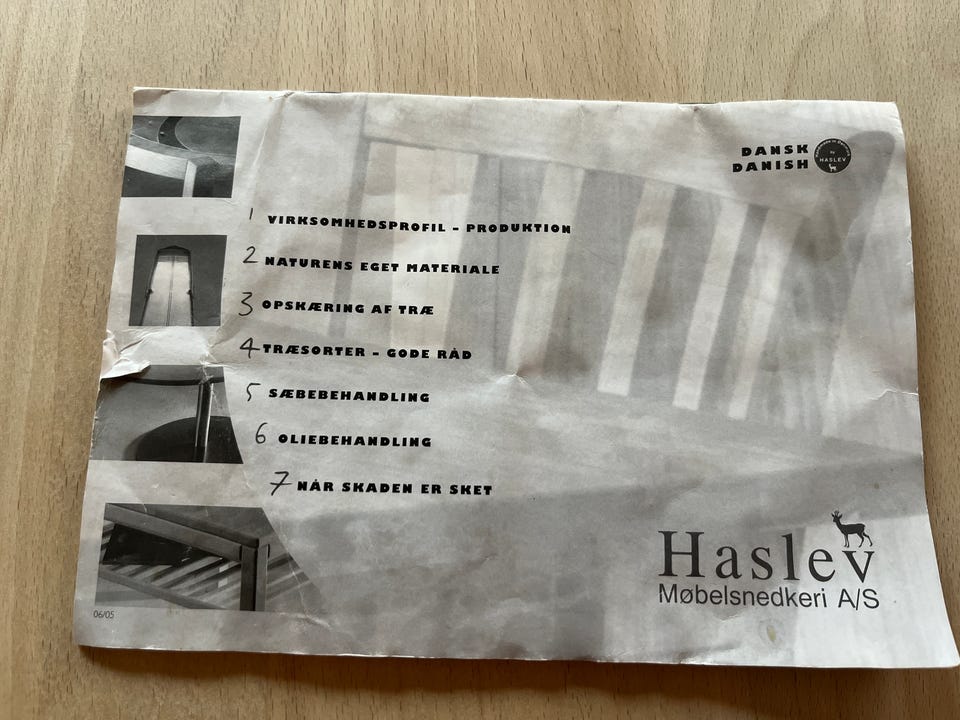 DANSK
DANISH
HASLEV
1 VIRKSOMHEDSPROFIL - PRODUKTION
2 NATURENS EGET MATERIALE
3 OPSKÆRING AF TRÆ
4 TRÆSORTER - GODE RÅD
5 SÆBEBEHANDLING
6 OLIEBEHANDLING
7 NÅR SKADEN ER SKET
Haslev
Møbelsnedkeri A/S
06/05